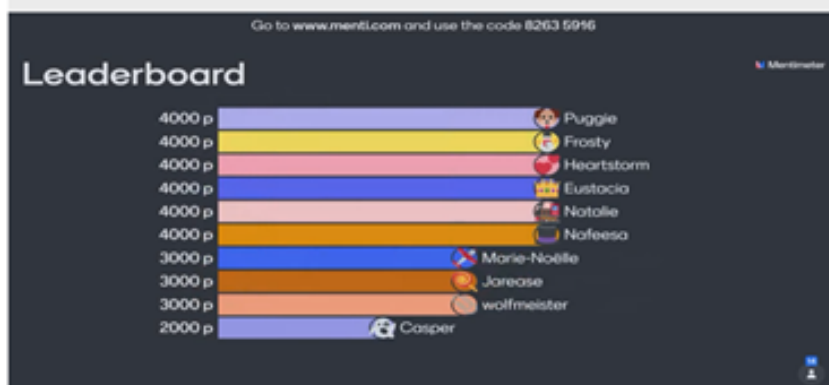 Go to www.menti.com and use the code 8263 5916
Leaderboard
Mentimeter
4000 p Puggie
4000 p Frosty
4000 p Heartstorm
4000 p Eustacia
4000 p Natalie
4000 p Nafeesa
3000 p Marie-Noëlle
3000 p Jarease
3000 p wolfmeister
2000 p Casper